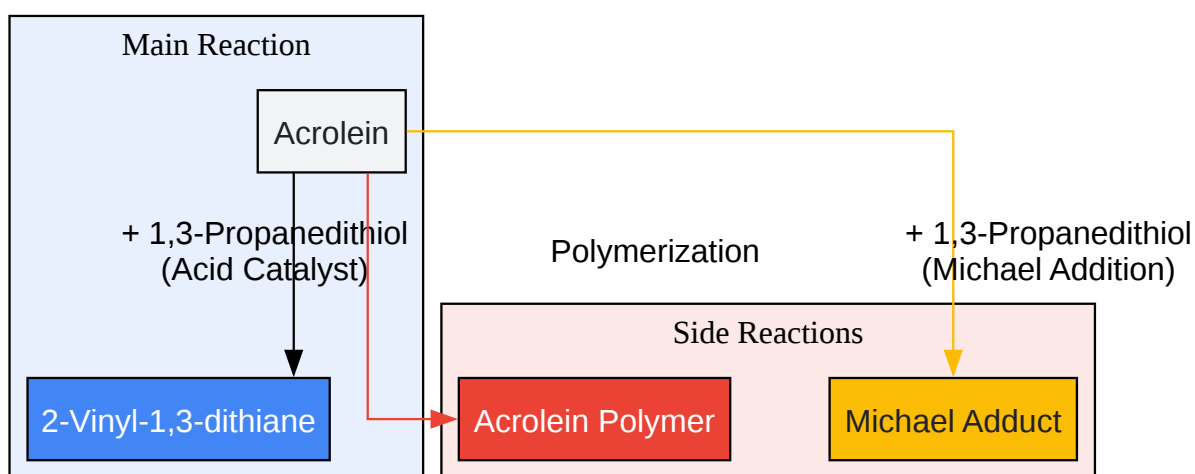 Main Reaction
Acrolein
+ 1,3-Propanedithiol
(Acid Catalyst)
Polymerization
+ 1,3-Propanedithiol
(Michael Addition)
Side Reactions
2-Vinyl-1,3-dithiane
Acrolein Polymer
Michael Adduct